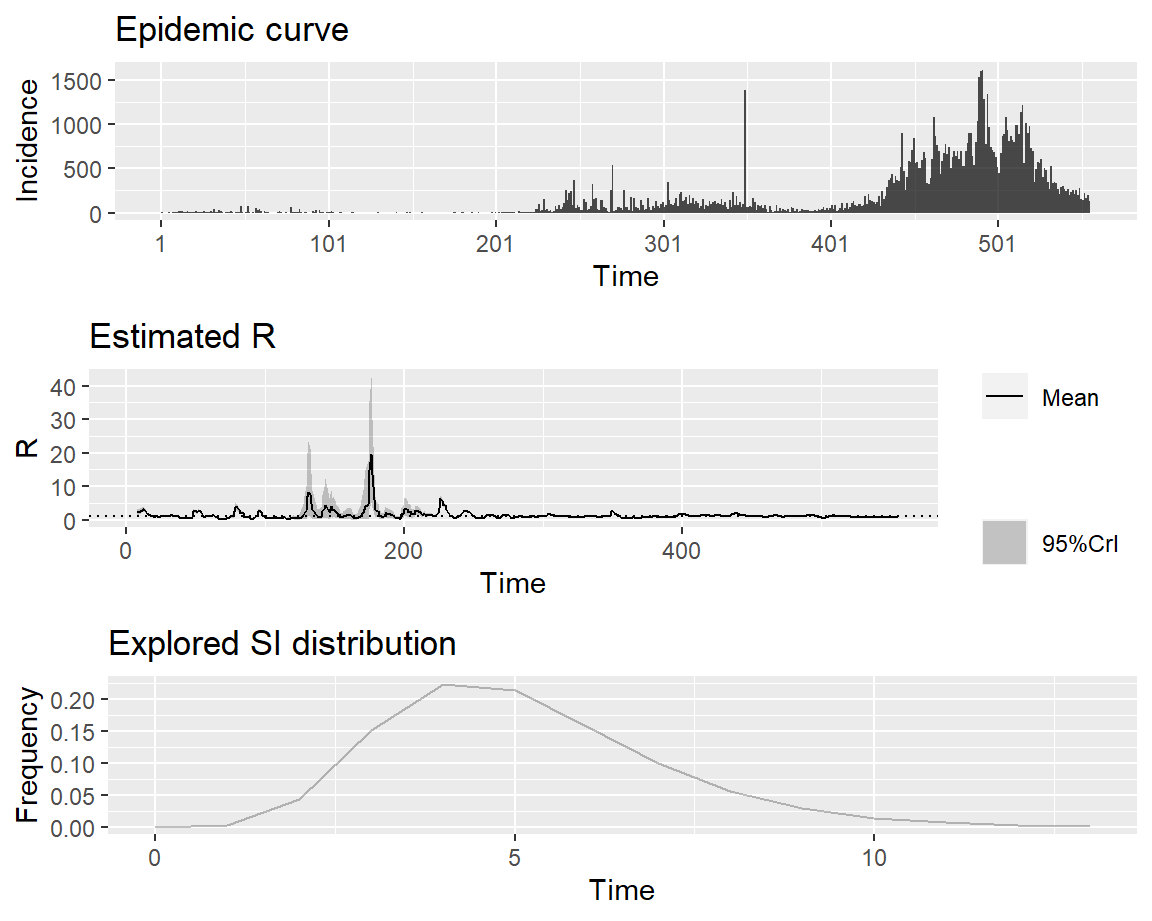 Epidemic curve
Incidence
1500
1000
500
0
1 101 201 301 401 501
Time
Estimated R
R
40
30
20
10
0
0 200 400
Time
Mean
95%CrI
Explored SI distribution
Frequency
0.20
0.15
0.10
0.05
0.00
0 5 10
Time